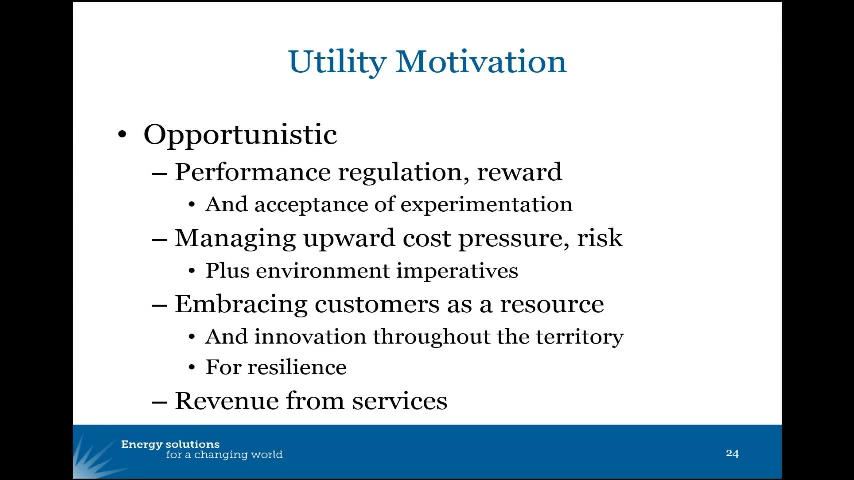 Utility Motivation
• Opportunistic
– Performance regulation, reward
• And acceptance of experimentation
– Managing upward cost pressure, risk
• Plus environment imperatives
– Embracing customers as a resource
• And innovation throughout the territory
• For resilience
– Revenue from services
Energy solutions
for a changing world
24